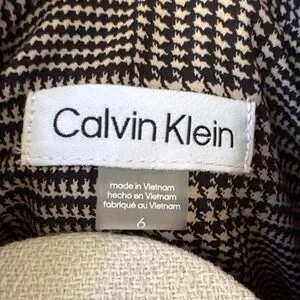 Calvin Klein
made in Vietnam
hecho en Vietnam
fabriqué au Vietnam
6